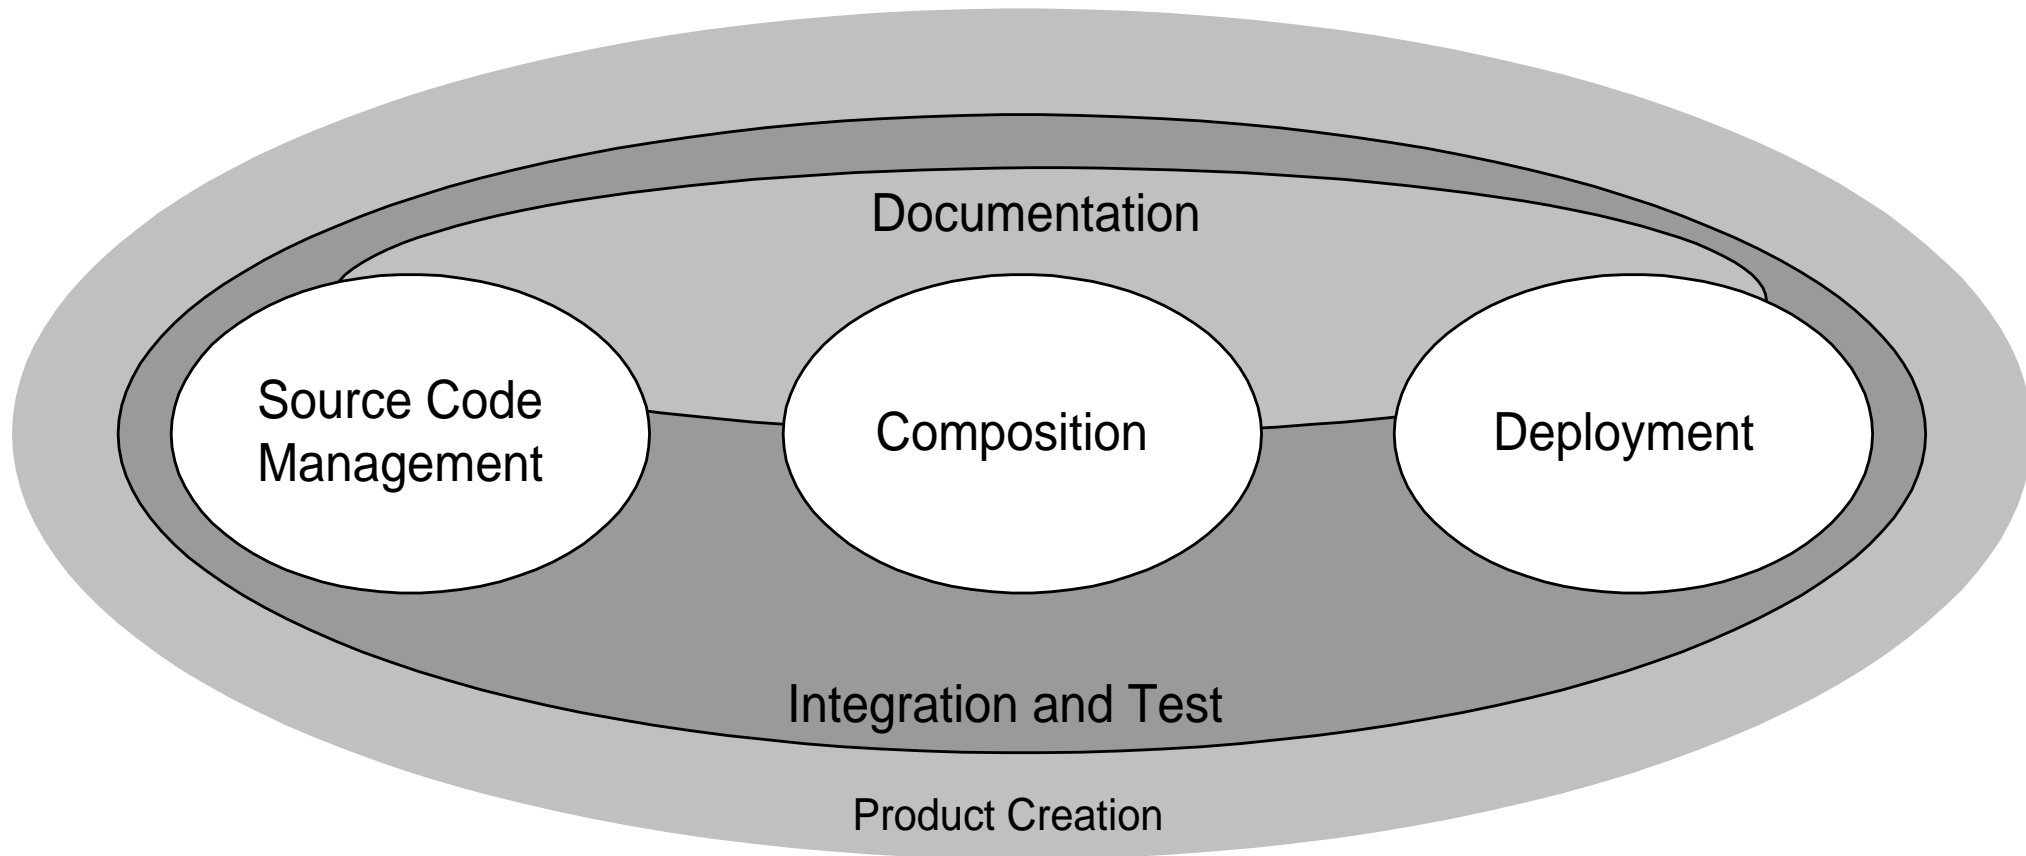 Documentation
Source Code
Management
Composition
Deployment
Integration and Test
Product Creation